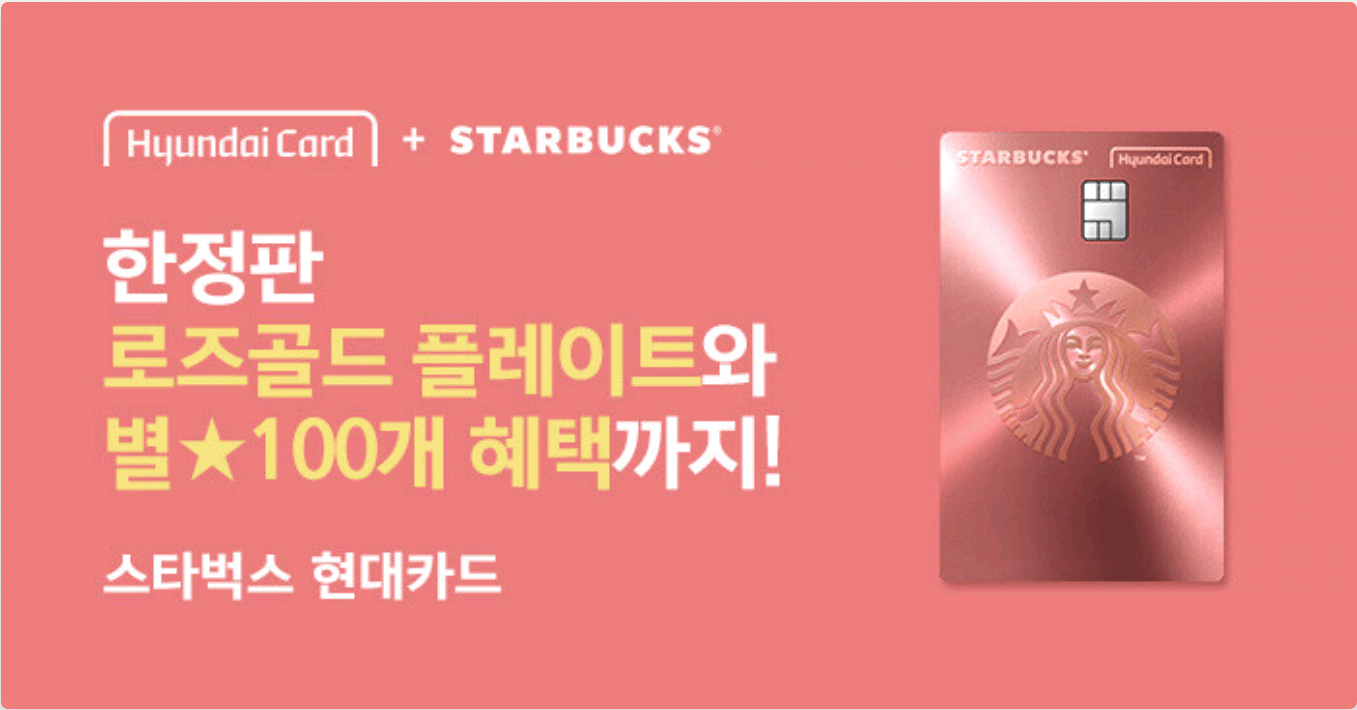 Hyundai Card + STARBUCKS®
한정판
로즈골드 플레이트와
별★100개 혜택까지!
스타벅스 현대카드
STARBUCKS® Hyundai Card
TM